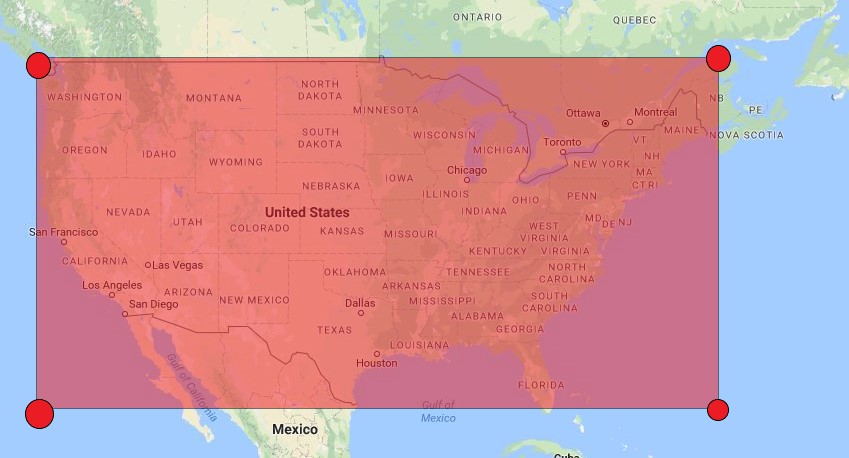 ONTARIO
QUEBEC
WASHINGTON
MONTANA
NORTH
DAKOTA
MINNESOTA
NB
PE
Ottawa
Montreal
NOVA SCOTIA
MAINE
SOUTH
DAKOTA
WISCONSIN
MICHIGAN
Toronto
VT
NH
OREGON
IDAHO
WYOMING
NEW YORK
MA
CT RI
Chicago
IOWA
NEBRASKA
ILLINOIS
OHIO
PENN
INDIANA
NEVADA
UTAH
United States
COLORADO
KANSAS
MISSOURI
WEST
VIRGINIA
MD
DE
NJ
San Francisco
KENTUCKY
VIRGINIA
CALIFORNIA
Las Vegas
OKLAHOMA
TENNESSEE
NORTH
CAROLINA
Los Angeles
ARIZONA
NEW MEXICO
ARKANSAS
MISSISSIPPI
SOUTH
CAROLINA
San Diego
Dallas
ALABAMA
TEXAS
GEORGIA
LOUISIANA
Houston
Gulf of
California
FLORIDA
Gulf of
Mexico
Mexico
Cuba